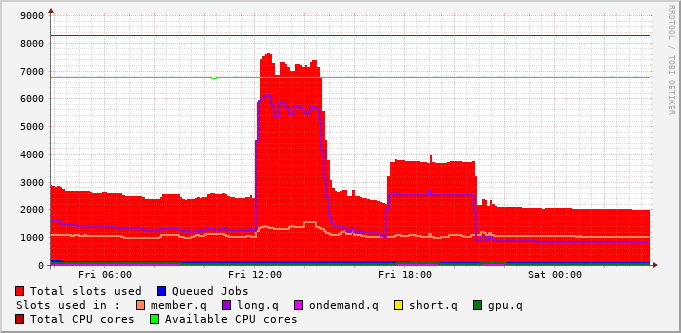 9000
8000
7000
6000
5000
4000
3000
2000
1000
0
Fri 06:00 Fri 12:00 Fri 18:00 Sat 00:00
RRDTOOL / TOBI OETIKER
Total slots used Queued Jobs
Slots used in : member.q long.q ondemand.q short.q gpu.q
Total CPU cores Available CPU cores